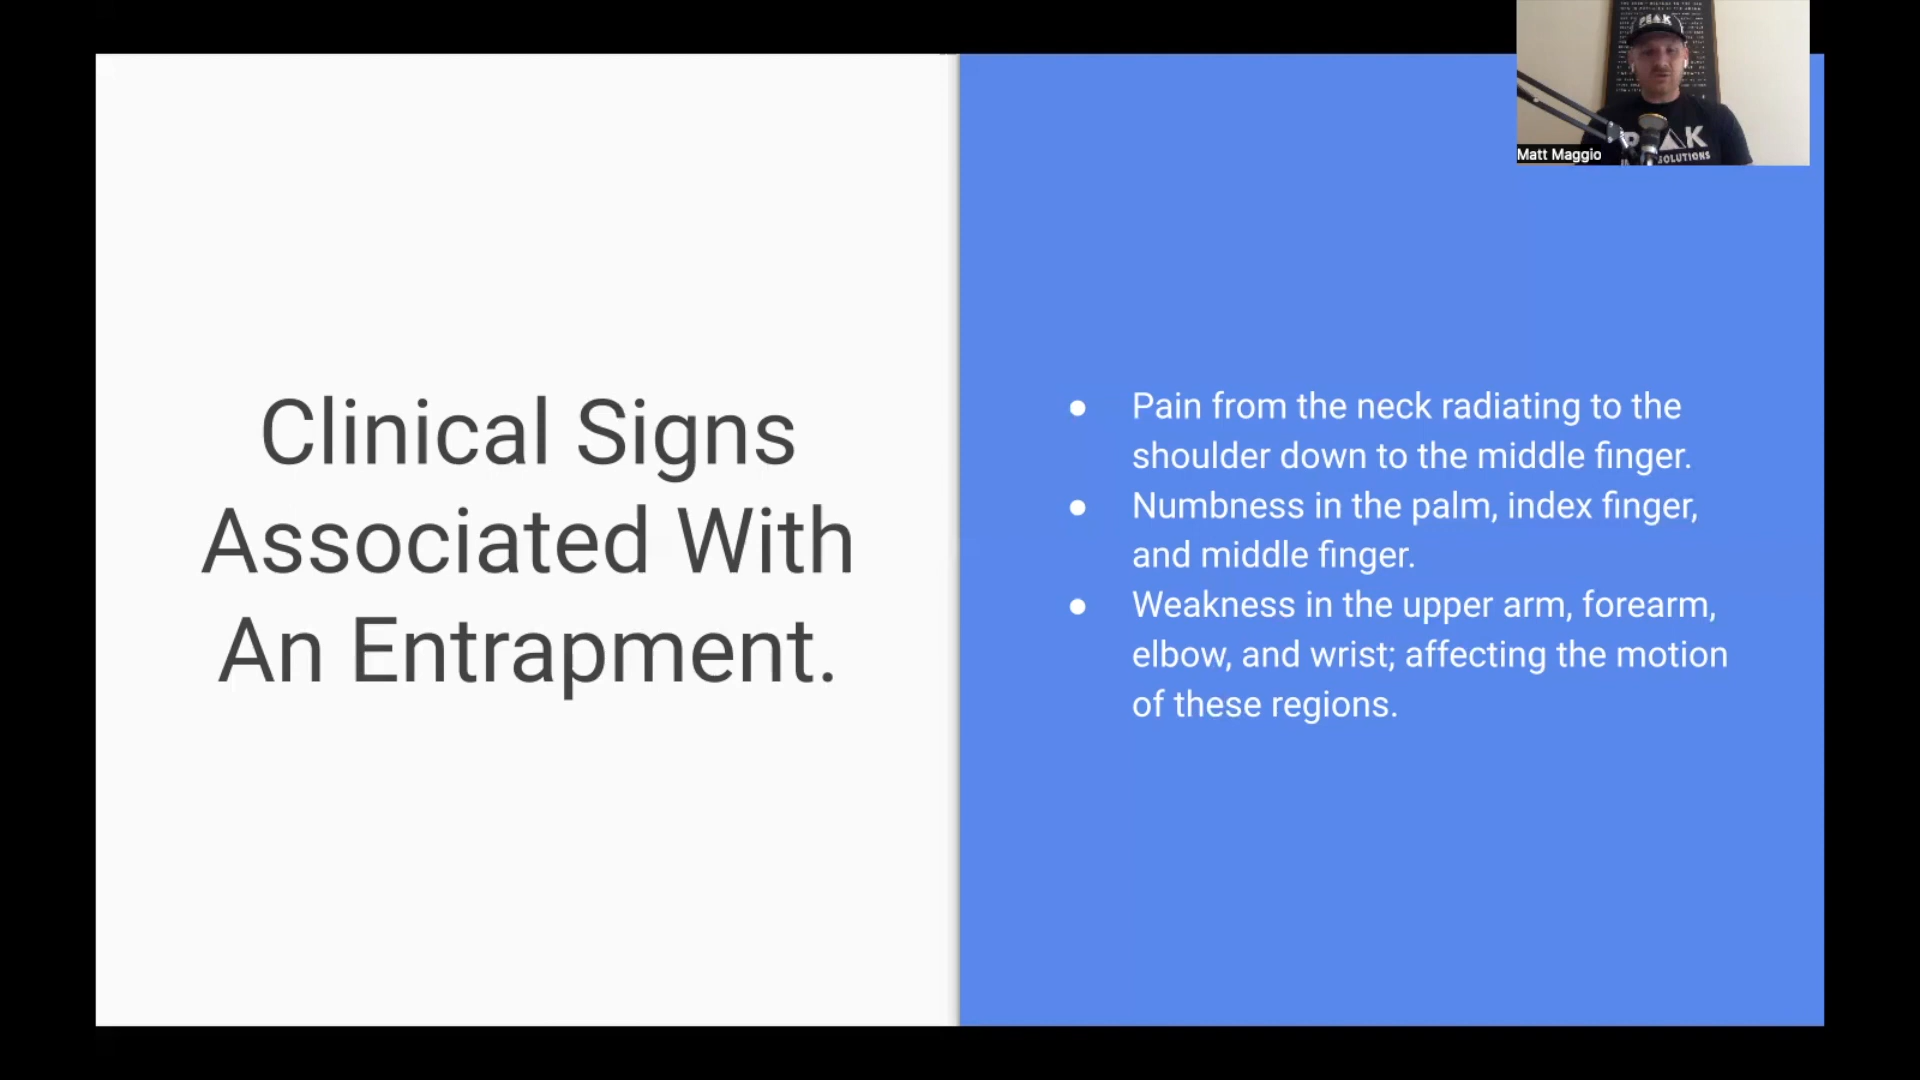 Clinical Signs
Associated With
An Entrapment.
● Pain from the neck radiating to the
shoulder down to the middle finger.
● Numbness in the palm, index finger,
and middle finger.
● Weakness in the upper arm, forearm,
elbow, and wrist; affecting the motion
of these regions.
PEAK
SOLUTIONS
Matt Maggio